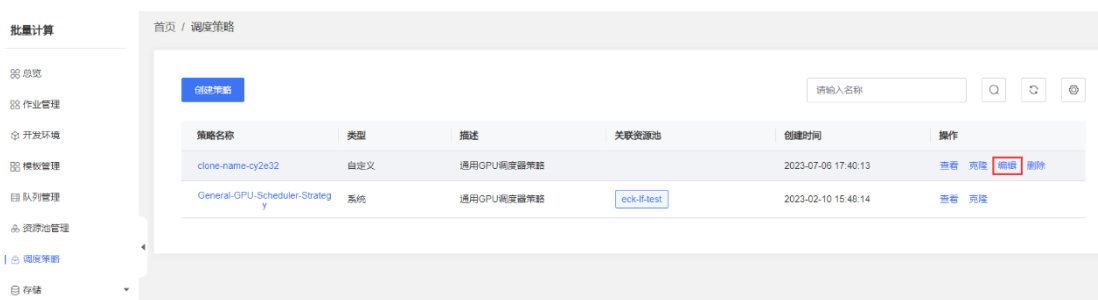 批量计算
首页 / 调度策略
总览
作业管理
开发环境
模板管理
队列管理
资源池管理
调度策略
存储
创建策略
请输入名称
策略名称 类型 描述 关联资源池 创建时间 操作
clone-name-cy2e32 自定义 通用GPU调度器策略 2023-07-06 17:40:13 查看 克隆 编辑 删除
General-GPU-Scheduler-Strateg
y 系统 通用GPU调度器策略 eck-lf-test 2023-02-10 15:48:14 查看 克隆